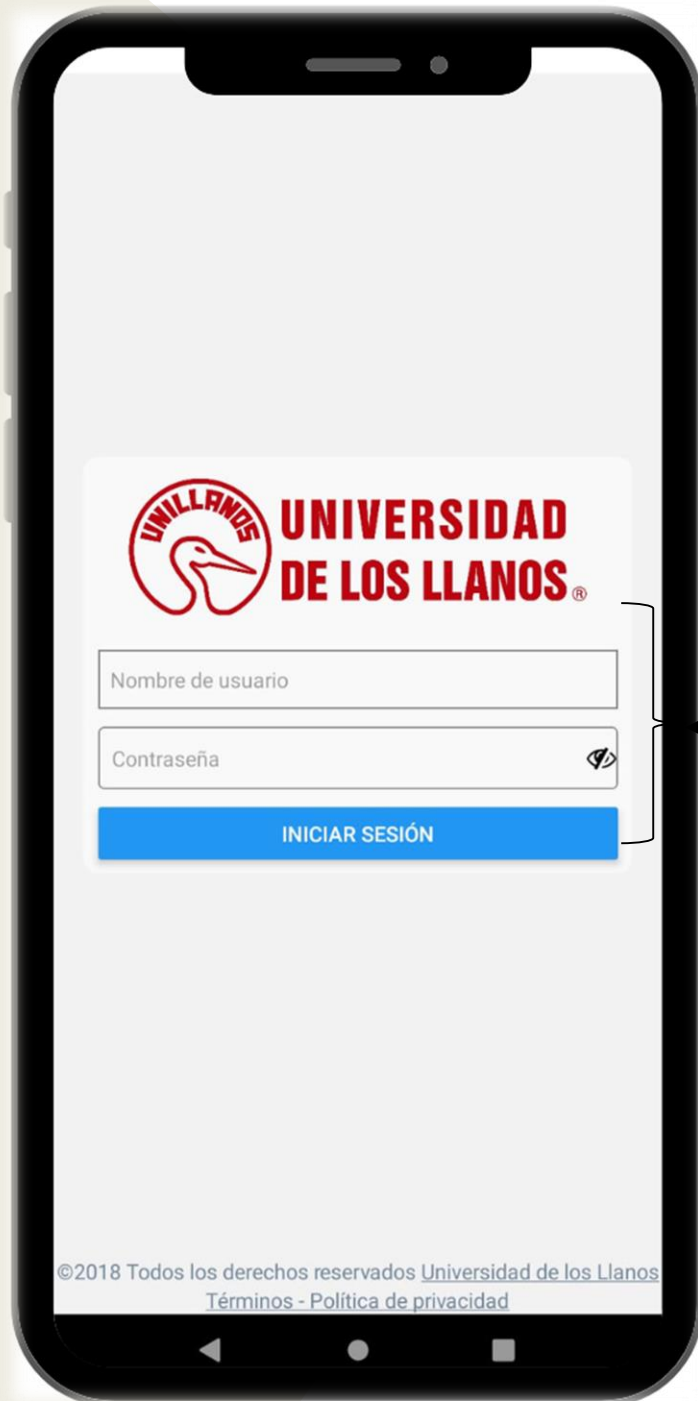 UNILLANOS
UNIVERSIDAD
DE LOS LLANOS®
Nombre de usuario
Contraseña
INICIAR SESIÓN
©2018 Todos los derechos reservados Universidad de los Llanos
Términos - Política de privacidad